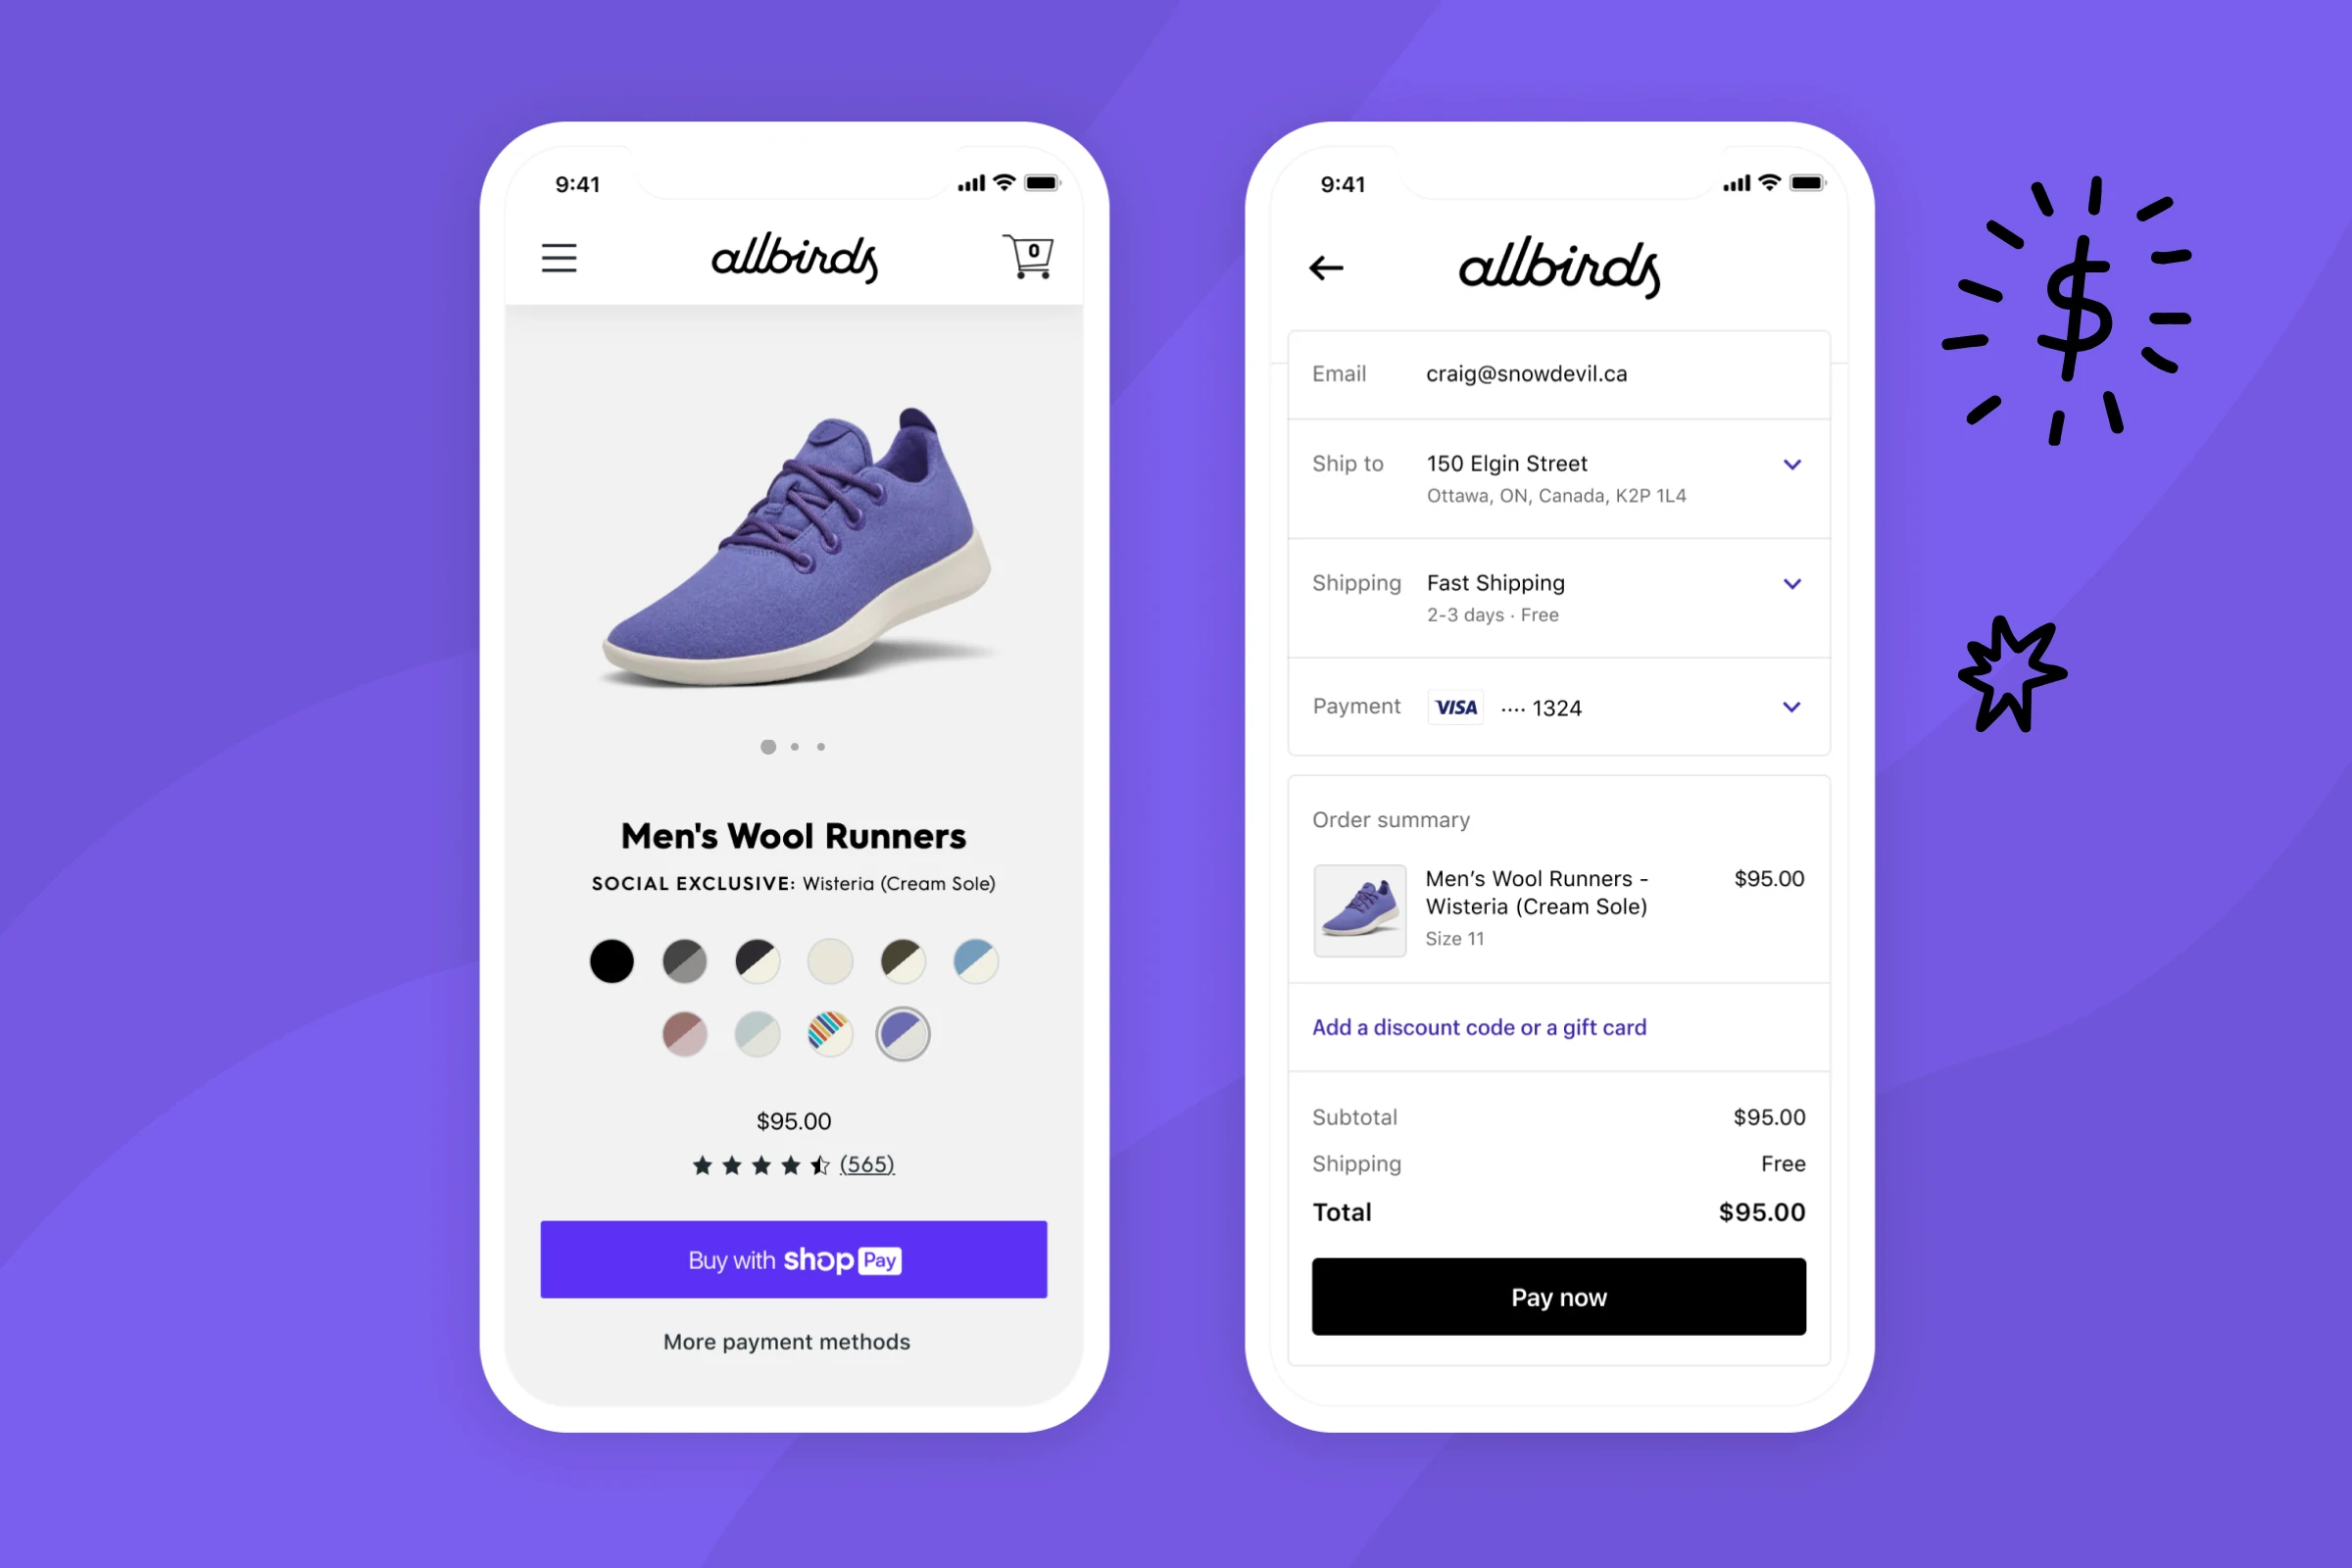 9:41
allbirds
0
Men's Wool Runners
SOCIAL EXCLUSIVE: Wisteria (Cream Sole)
$95.00
(565)
Buy with shop Pay
More payment methods
9:41
allbirds
Email craig@snowdevil.ca
Ship to 150 Elgin Street
Ottawa, ON, Canada, K2P 1L4
Shipping Fast Shipping
2-3 days · Free
Payment VISA ···· 1324
Order summary
Men’s Wool Runners - $95.00
Wisteria (Cream Sole)
Size 11
Add a discount code or a gift card
Subtotal $95.00
Shipping Free
Total $95.00
Pay now
$